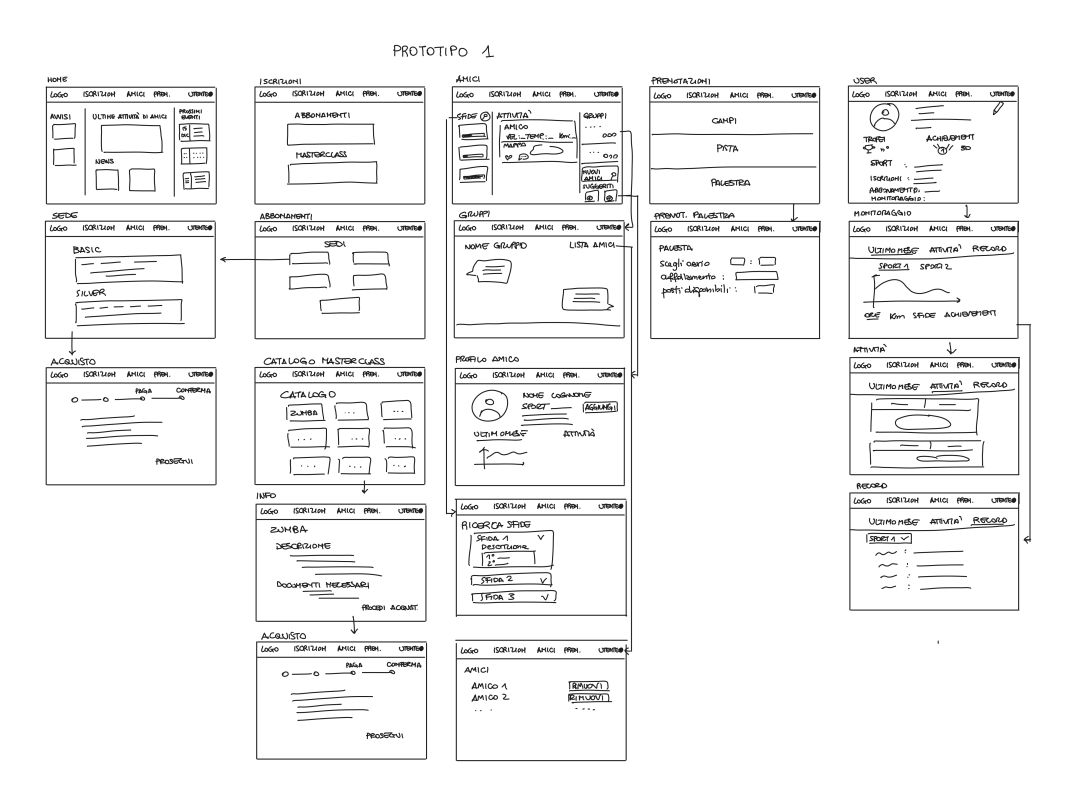 PROTOTIPO 1
HOME
LOGO ISCRIZIONI AMICI PREN. UTENTE
AVVISI
ULTIME ATTIVITÀ DI AMICI
PROSSIMI EVENTI
15 DIC
NEWS
ISCRIZIONI
LOGO ISCRIZIONI AMICI PREN. UTENTE
ABBONAMENTI
MASTERCLASS
AMICI
LOGO ISCRIZIONI AMICI PREN. UTENTE
SFIDE
ATTIVITÀ
GRUPPI
AMICO
VEL:_ TEMP:_ Km:_
MAPPA
NUOVI AMICI
SUGGERITI
PRENOTAZIONI
LOGO ISCRIZIONI AMICI PREN. UTENTE
CAMPI
PISTA
PALESTRA
USER
LOGO ISCRIZIONI AMICI PREN. UTENTE
TROFEI
n°
ACHIEVEMENT
50
SPORT :
ISCRIZIONI :
ABBONAMENTO:
MONITORAGGIO :
SEDE
LOGO ISCRIZIONI AMICI PREN. UTENTE
BASIC
SILVER
ABBONAMENTI
LOGO ISCRIZIONI AMICI PREN. UTENTE
SEDI
GRUPPI
LOGO ISCRIZIONI AMICI PREN. UTENTE
NOME GRUPPO LISTA AMICI
PRENOT. PALESTRA
LOGO ISCRIZIONI AMICI PREN. UTENTE
PALESTA
scegli orario :
affollamento :
posti disponibili :
MONITORAGGIO
LOGO ISCRIZIONI AMICI PREN. UTENTE
ULTIMO MESE ATTIVITA' RECORD
SPORT 1 SPORT 2
ORE Km SFIDE ACHIEVEMENT
ACQUISTO
LOGO ISCRIZIONI AMICI PREN. UTENTE
PAGA CONFERMA
PROSEGUI
CATALOGO MASTERCLASS
LOGO ISCRIZIONI AMICI PREN. UTENTE
CATALOGO
ZUMBA ... ...
... ... ...
... ... ...
PROFILO AMICO
LOGO ISCRIZIONI AMICI PREN. UTENTE
NOME COGNOME
SPORT
AGGIUNGI
ULTIMO MESE ATTIVITÀ
ATTIVITA'
LOGO ISCRIZIONI AMICI PREN. UTENTE
ULTIMO MESE ATTIVITA' RECORD
INFO
LOGO ISCRIZIONI AMICI PREN. UTENTE
ZUMBA
DESCRIZIONE
DOCUMENTI NECESSARI
PROCEDI ACQUIST.
LOGO ISCRIZIONI AMICI PREN. UTENTE
RICERCA SFIDE
SFIDA 1
DESCRIZIONE
1°
2°
SFIDA 2
SFIDA 3
RECORD
LOGO ISCRIZIONI AMICI PREN. UTENTE
ULTIMO MESE ATTIVITA' RECORD
SPORT 1
ACQUISTO
LOGO ISCRIZIONI AMICI PREN. UTENTE
PAGA CONFERMA
PROSEGUI
LOGO ISCRIZIONI AMICI PREN. UTENTE
AMICI
AMICO 1 RIMUOVI
AMICO 2 RIMUOVI
.... ....